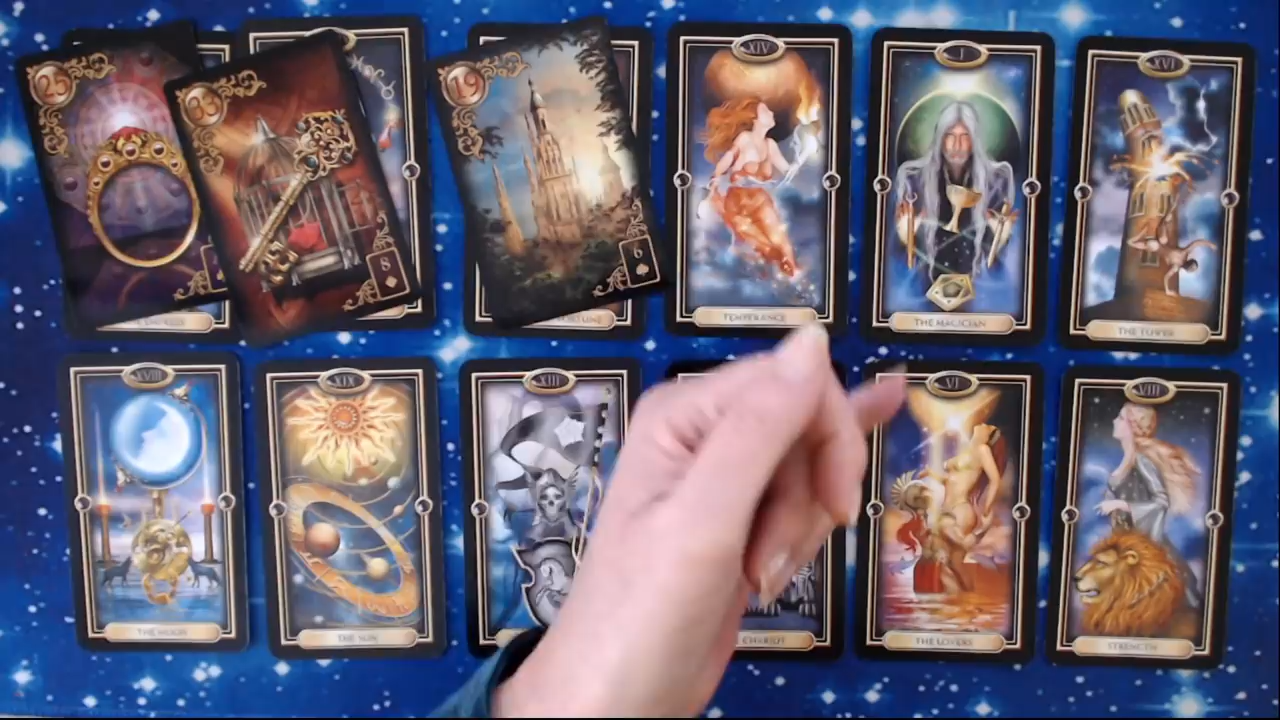 25
33
8
19
6
XIV
TEMPERANCE
I
THE MAGICIAN
XVI
THE TOWER
XVIII
THE MOON
XIX
THE SUN
XIII
CHARIOT
VI
THE LOVERS
VIII
STRENGTH